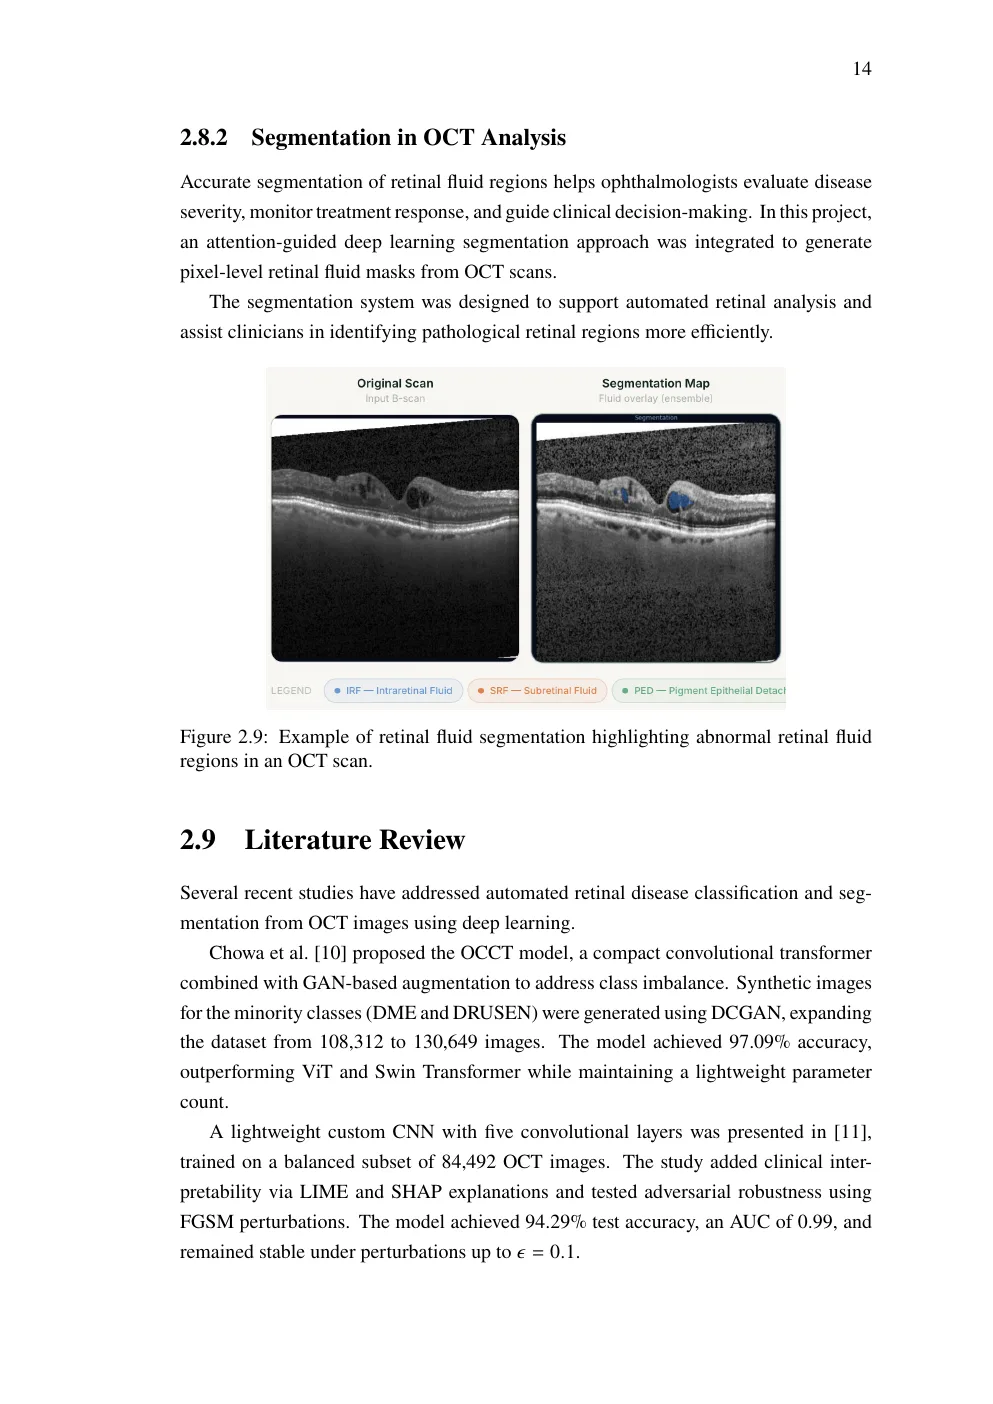 14
2.8.2 Segmentation in OCT Analysis
Accurate segmentation of retinal fluid regions helps ophthalmologists evaluate disease
severity, monitor treatment response, and guide clinical decision-making. In this project,
an attention-guided deep learning segmentation approach was integrated to generate
pixel-level retinal fluid masks from OCT scans.
The segmentation system was designed to support automated retinal analysis and
assist clinicians in identifying pathological retinal regions more efficiently.
Original Scan
Input B-scan
Segmentation Map
Fluid overlay (ensemble)
Segmentation
LEGEND
IRF — Intraretinal Fluid
SRF — Subretinal Fluid
PED — Pigment Epithelial Detach
Figure 2.9: Example of retinal fluid segmentation highlighting abnormal retinal fluid
regions in an OCT scan.
2.9 Literature Review
Several recent studies have addressed automated retinal disease classification and seg-
mentation from OCT images using deep learning.
Chowa et al. [10] proposed the OCCT model, a compact convolutional transformer
combined with GAN-based augmentation to address class imbalance. Synthetic images
for the minority classes (DME and DRUSEN) were generated using DCGAN, expanding
the dataset from 108,312 to 130,649 images. The model achieved 97.09% accuracy,
outperforming ViT and Swin Transformer while maintaining a lightweight parameter
count.
A lightweight custom CNN with five convolutional layers was presented in [11],
trained on a balanced subset of 84,492 OCT images. The study added clinical inter-
pretability via LIME and SHAP explanations and tested adversarial robustness using
FGSM perturbations. The model achieved 94.29% test accuracy, an AUC of 0.99, and
remained stable under perturbations up to ϵ = 0.1.